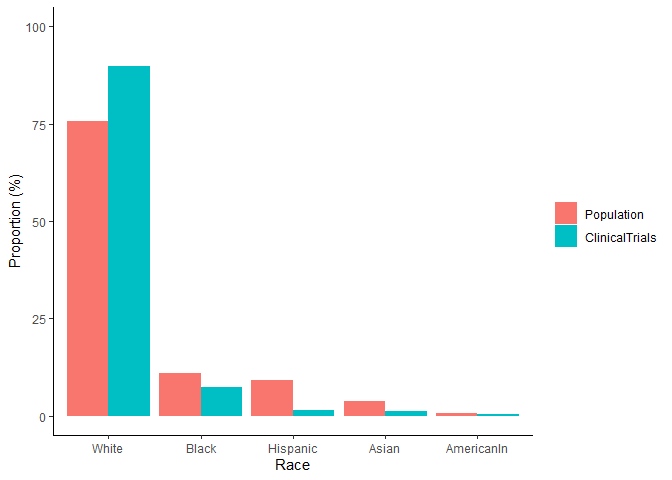 100
75
50
25
0
Proportion (%)
White Black Hispanic Asian AmericanIn
Race
Population
ClinicalTrials